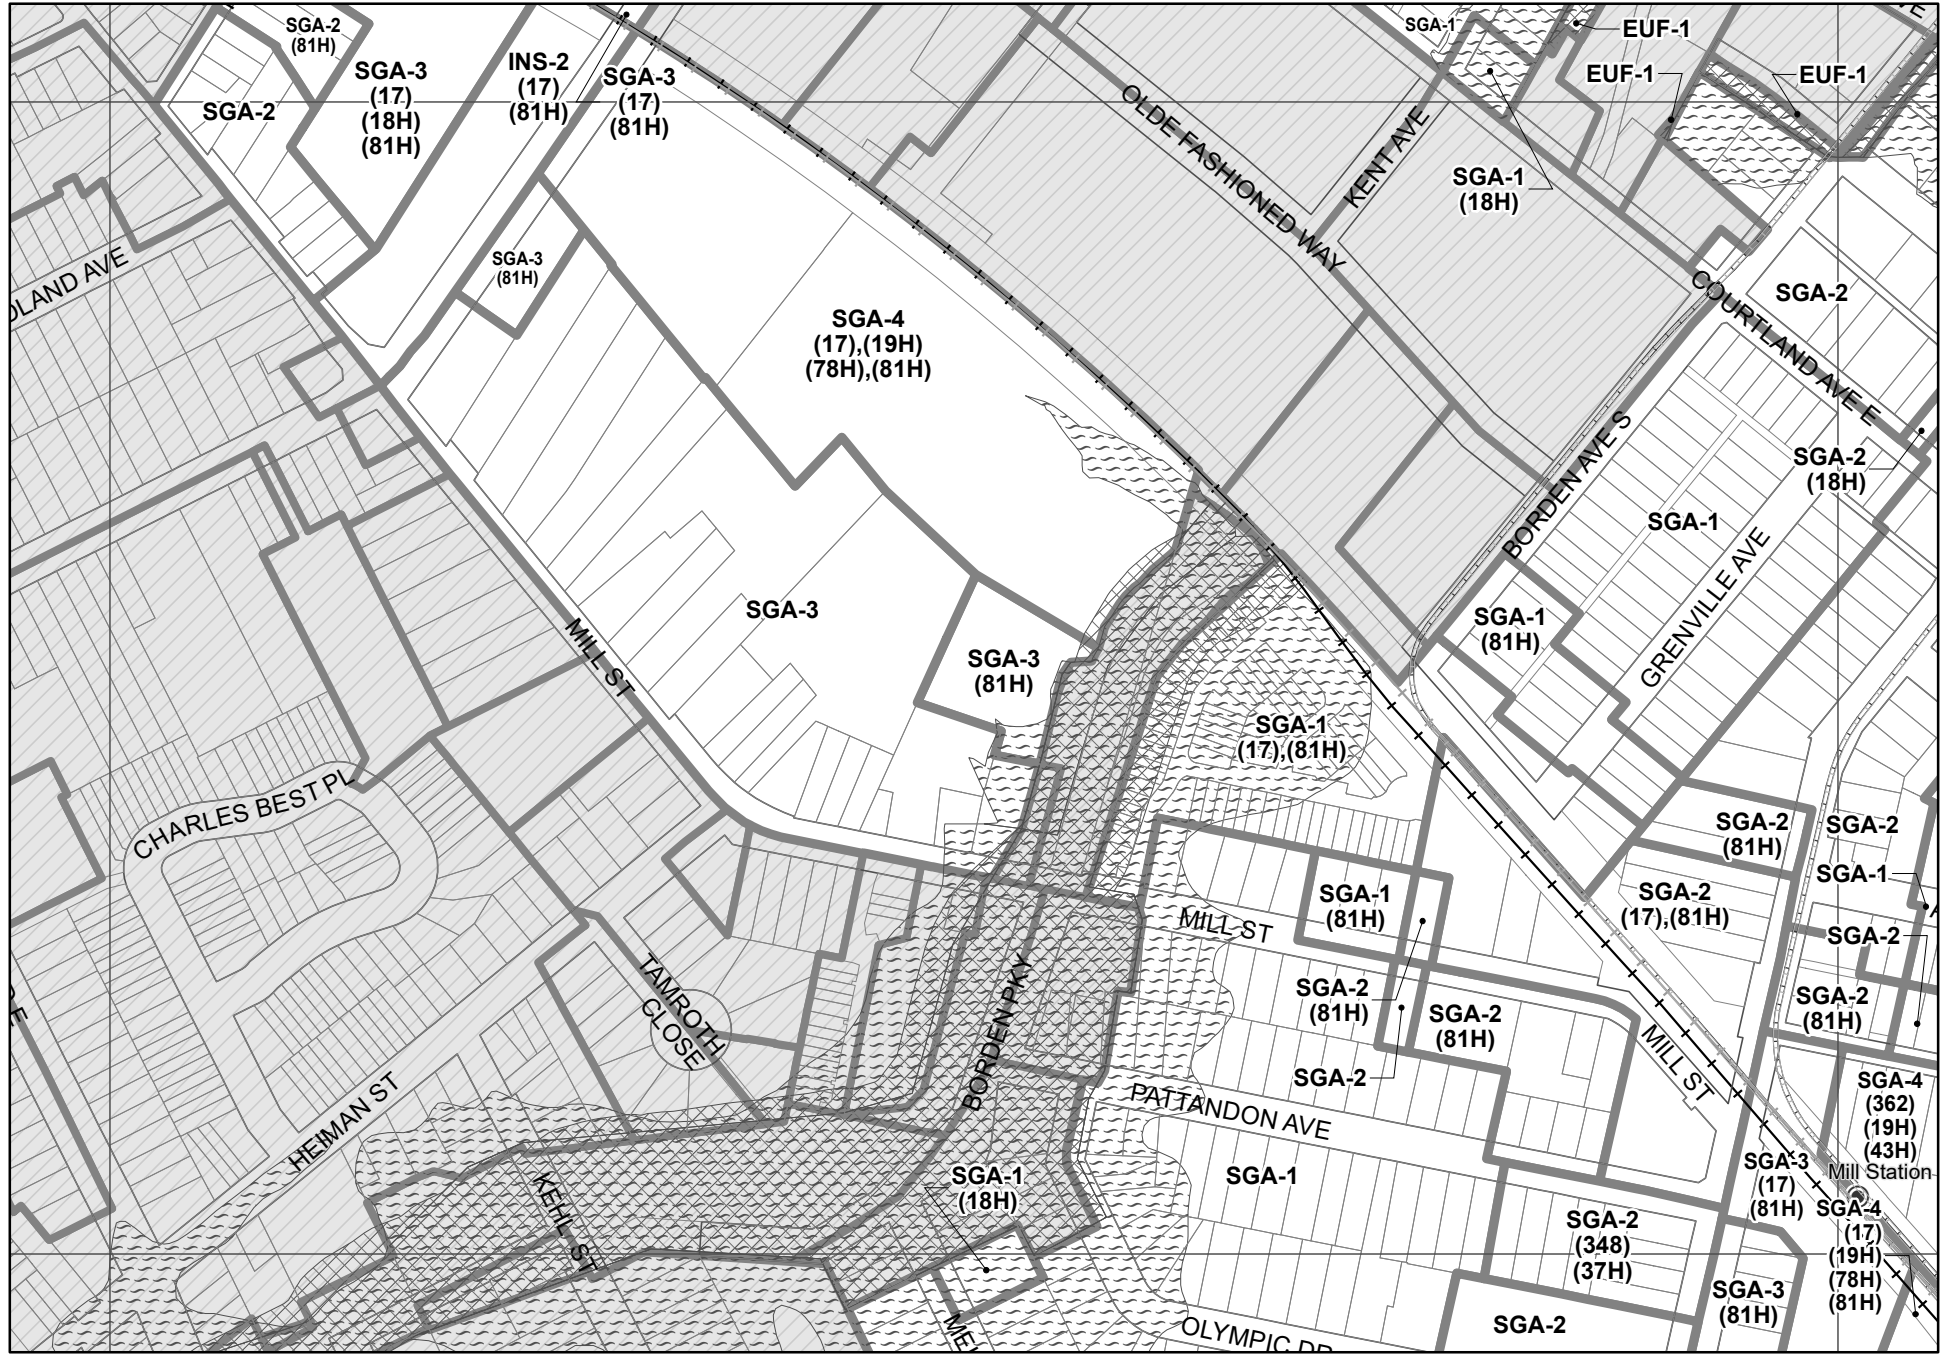 SGA-2
(81H)
SGA-3
(17)
(18H)
(81H)
SGA-2
INS-2
(17)
(81H)
SGA-3
(17)
(81H)
SGA-1
EUF-1
EUF-1
EUF-1
OLDE FASHIONED WAY
KENT AVE
SGA-1
(18H)
SGA-3
(81H)
SGA-2
COURTLAND AVE E
SGA-4
(17),(19H)
(78H),(81H)
BORDEN AVE S
SGA-2
(18H)
SGA-1
GRENVILLE AVE
SGA-3
SGA-1
(81H)
MILL ST
SGA-3
(81H)
SGA-1
(17),(81H)
CHARLES BEST PL
SGA-2
(81H)
SGA-2
SGA-1
SGA-1
(81H)
SGA-2
(17),(81H)
MILL ST
SGA-2
SGA-2
(81H)
SGA-2
(81H)
SGA-2
(81H)
TAMROTH
CLOSE
BORDEN PKY
MILL ST
SGA-2
HEIMAN ST
PATTANDON AVE
SGA-4
(362)
(19H)
(43H)
Mill Station
SGA-1
(18H)
SGA-1
SGA-3
(17)
(81H)
KEHL ST
SGA-2
(348)
(37H)
SGA-4
(17)
(19H)
(78H)
(81H)
SGA-3
(81H)
SGA-2
OLYMPIC DR